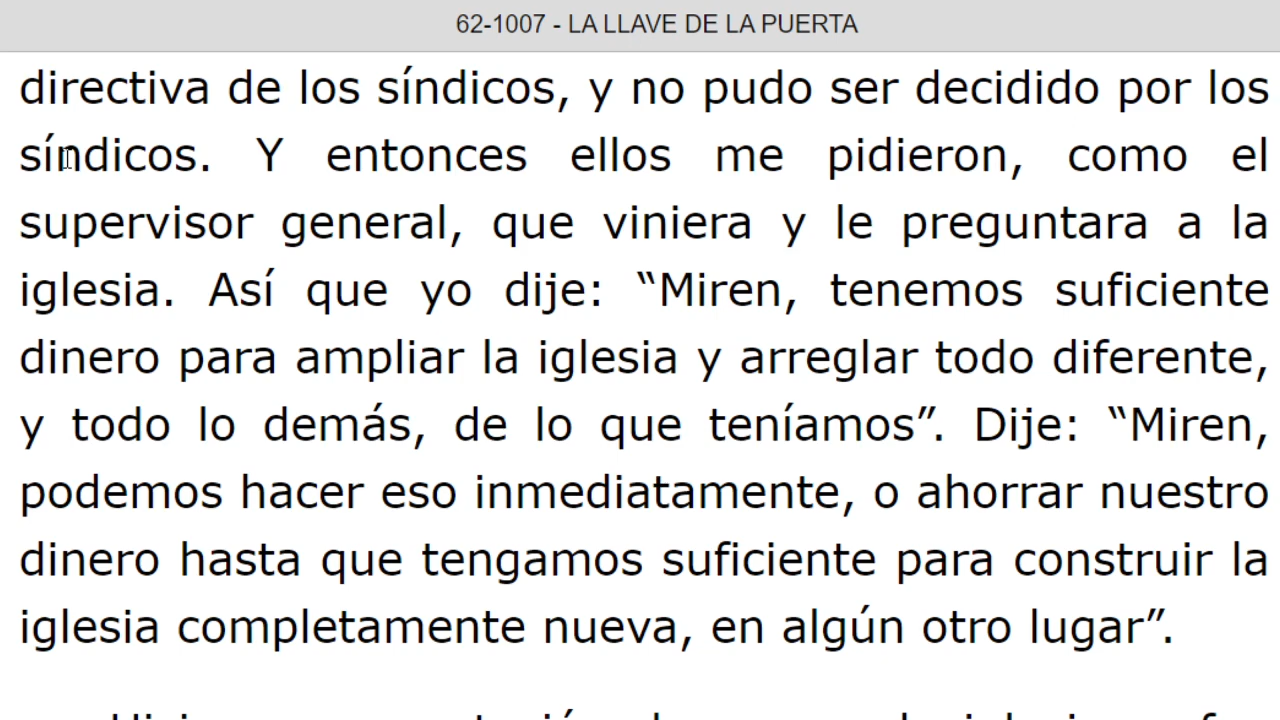 62-1007 - LA LLAVE DE LA PUERTA
directiva de los síndicos, y no pudo ser decidido por los
síndicos. Y entonces ellos me pidieron, como el
supervisor general, que viniera y le preguntara a la
iglesia. Así que yo dije: “Miren, tenemos suficiente
dinero para ampliar la iglesia y arreglar todo diferente,
y todo lo demás, de lo que teníamos”. Dije: “Miren,
podemos hacer eso inmediatamente, o ahorrar nuestro
dinero hasta que tengamos suficiente para construir la
iglesia completamente nueva, en algún otro lugar”.